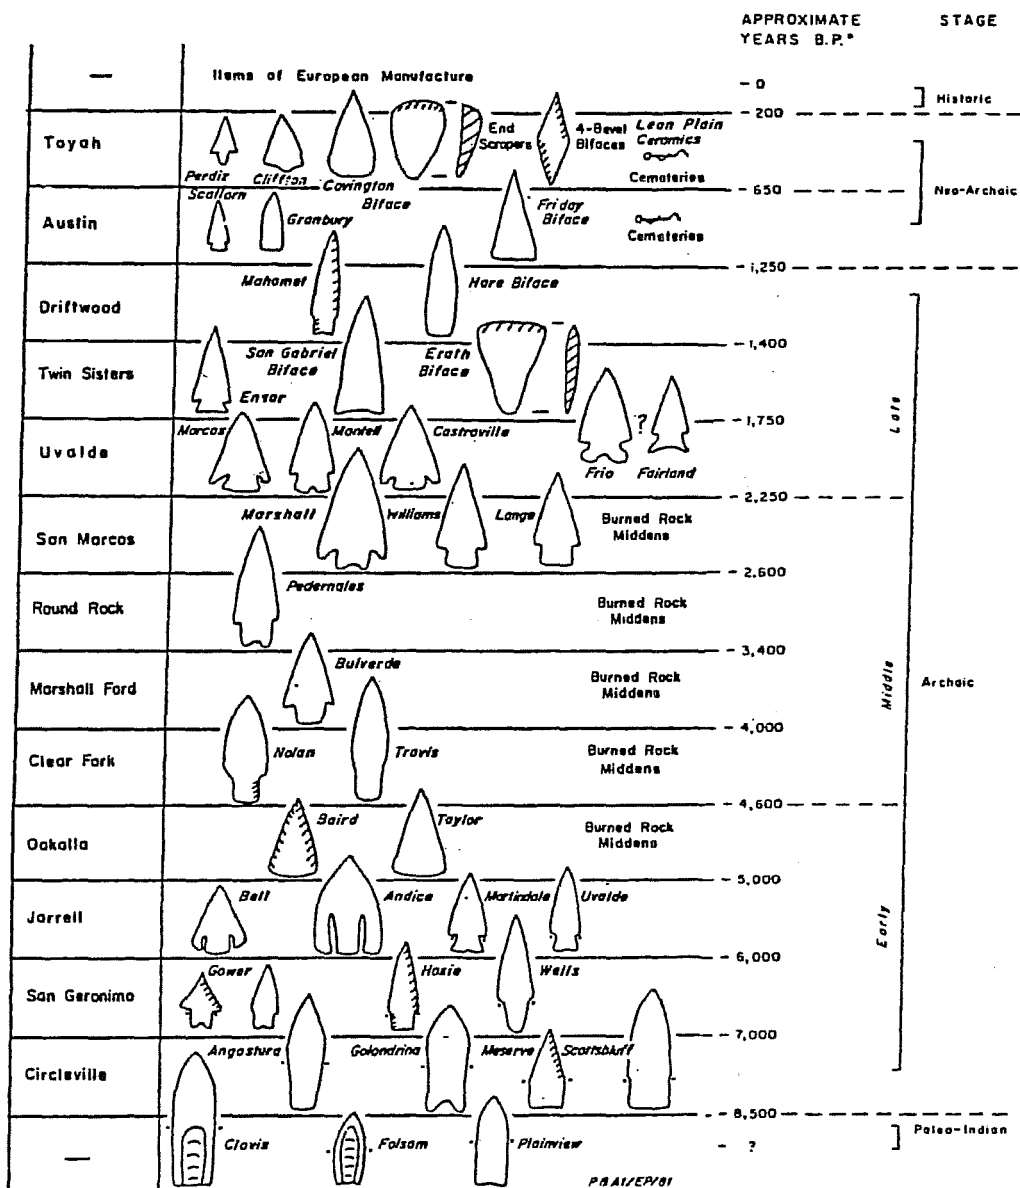 APPROXIMATE
YEARS B.P.*
STAGE
—
Items of European Manufacture
- 0
Historic
- 200
Toyah
End
Scrapers
4-Bevel
Bifaces
Leon Plain
Ceramics
Cemeteries
Perdiz
Cliffton
Covington
Biface
- 650
Neo-Archaic
Scallorn
Granbury
Friday
Biface
Austin
Cemeteries
- 1,250
Mahomet
Hare Biface
Driftwood
- 1,400
San Gabriel
Biface
Erath
Biface
Twin Sisters
Ensor
Late
- 1,750
Marcos
Montell
Castroville
?
Uvalde
Frio
Fairland
- 2,250
Marshall
Williams
Lange
Burned Rock
Middens
San Marcos
- 2,600
Pedernales
Round Rock
Burned Rock
Middens
- 3,400
Bulverde
Marshall Ford
Burned Rock
Middens
Middle
Archaic
- 4,000
Nolan
Travis
Clear Fork
Burned Rock
Middens
- 4,600
Baird
Taylor
Oakalla
Burned Rock
Middens
- 5,000
Bell
Andice
Martindale
Uvalde
Jarrell
Early
- 6,000
Gower
Hoxie
Wells
San Geronimo
- 7,000
Angostura
Golondrina
Meserve
Scottsbluff
Circleville
- 8,500
Paleo-Indian
—
Clovis
Folsom
Plainview
- ?
PBA1/EP/81